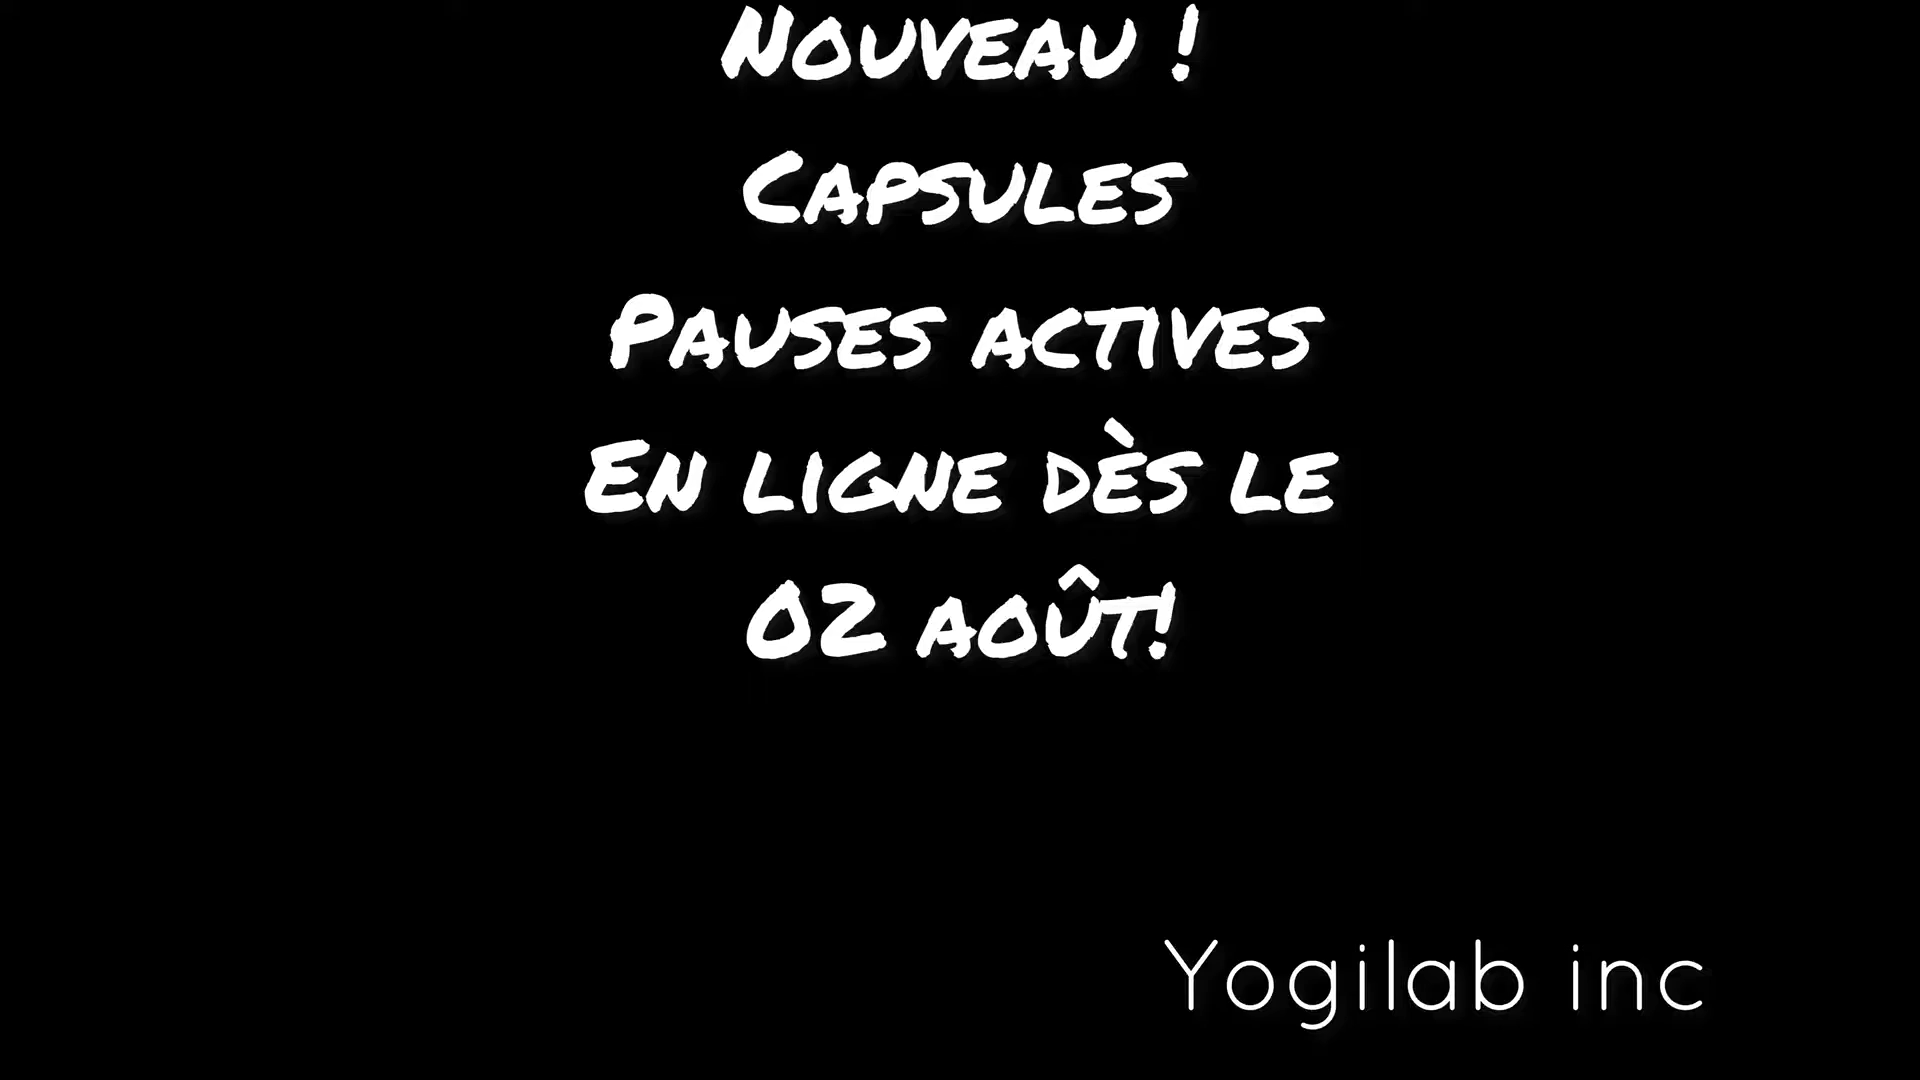 Nouveau !
Capsules
Pauses actives
En ligne dès le
02 août!
Yogilab inc